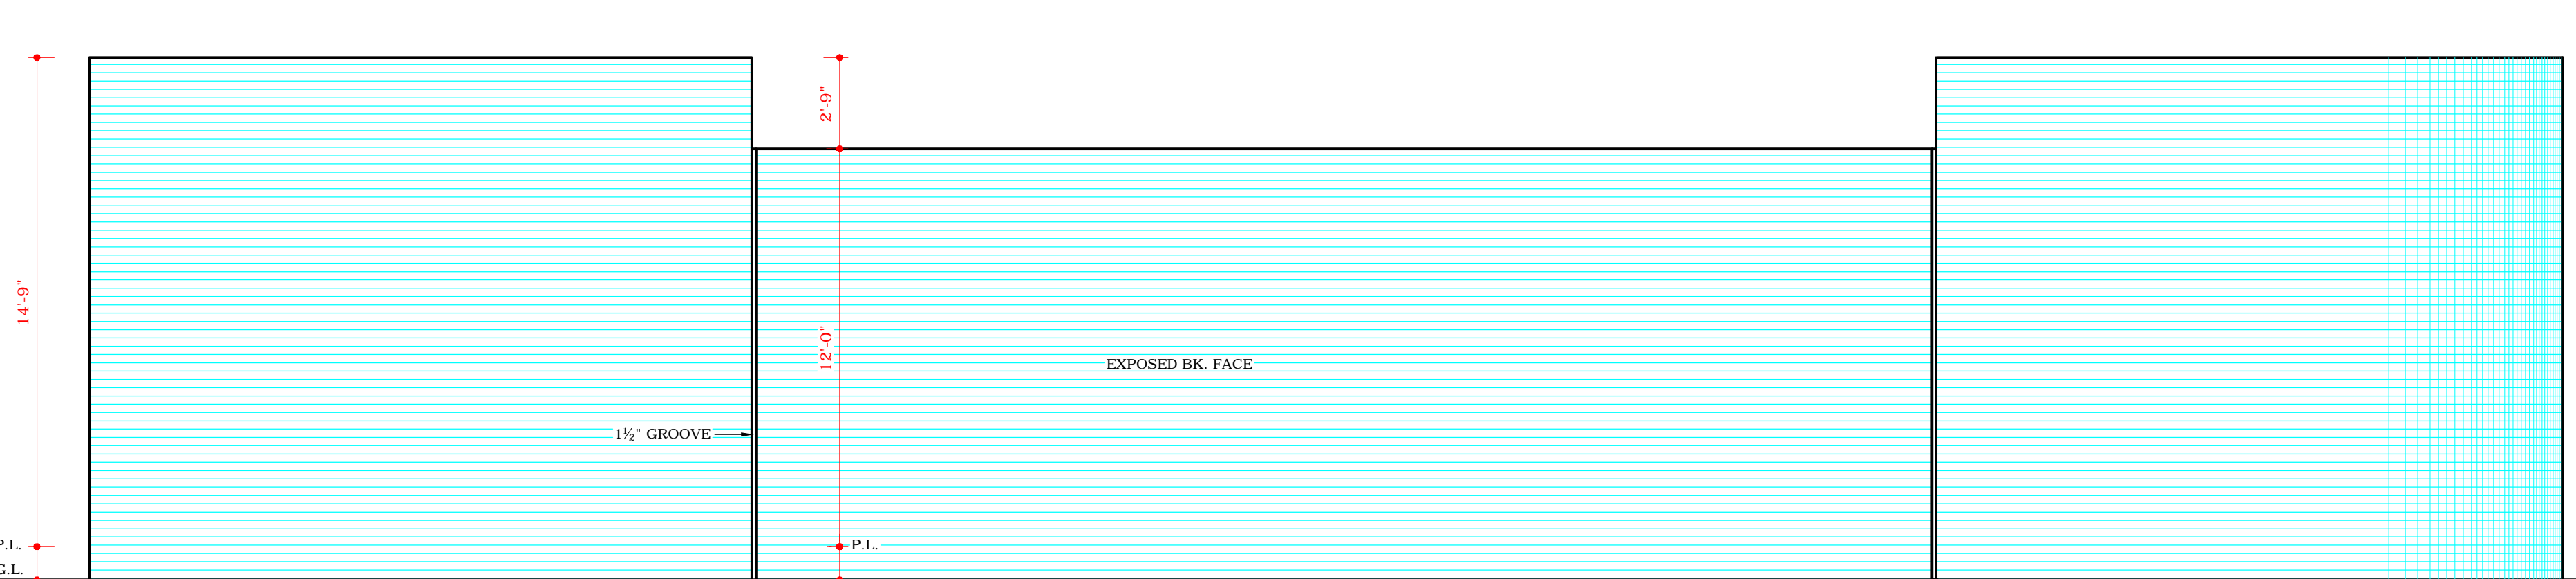 2'-9"
14'-9"
12'-0"
EXPOSED BK. FACE
1½" GROOVE
P.L.
P.L.
G.L.